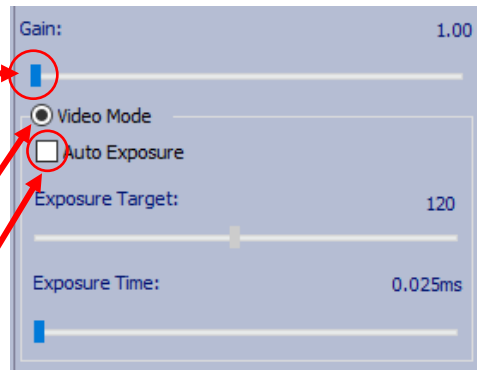 Gain: 1.00
Video Mode
Auto Exposure
Exposure Target: 120
Exposure Time: 0.025ms